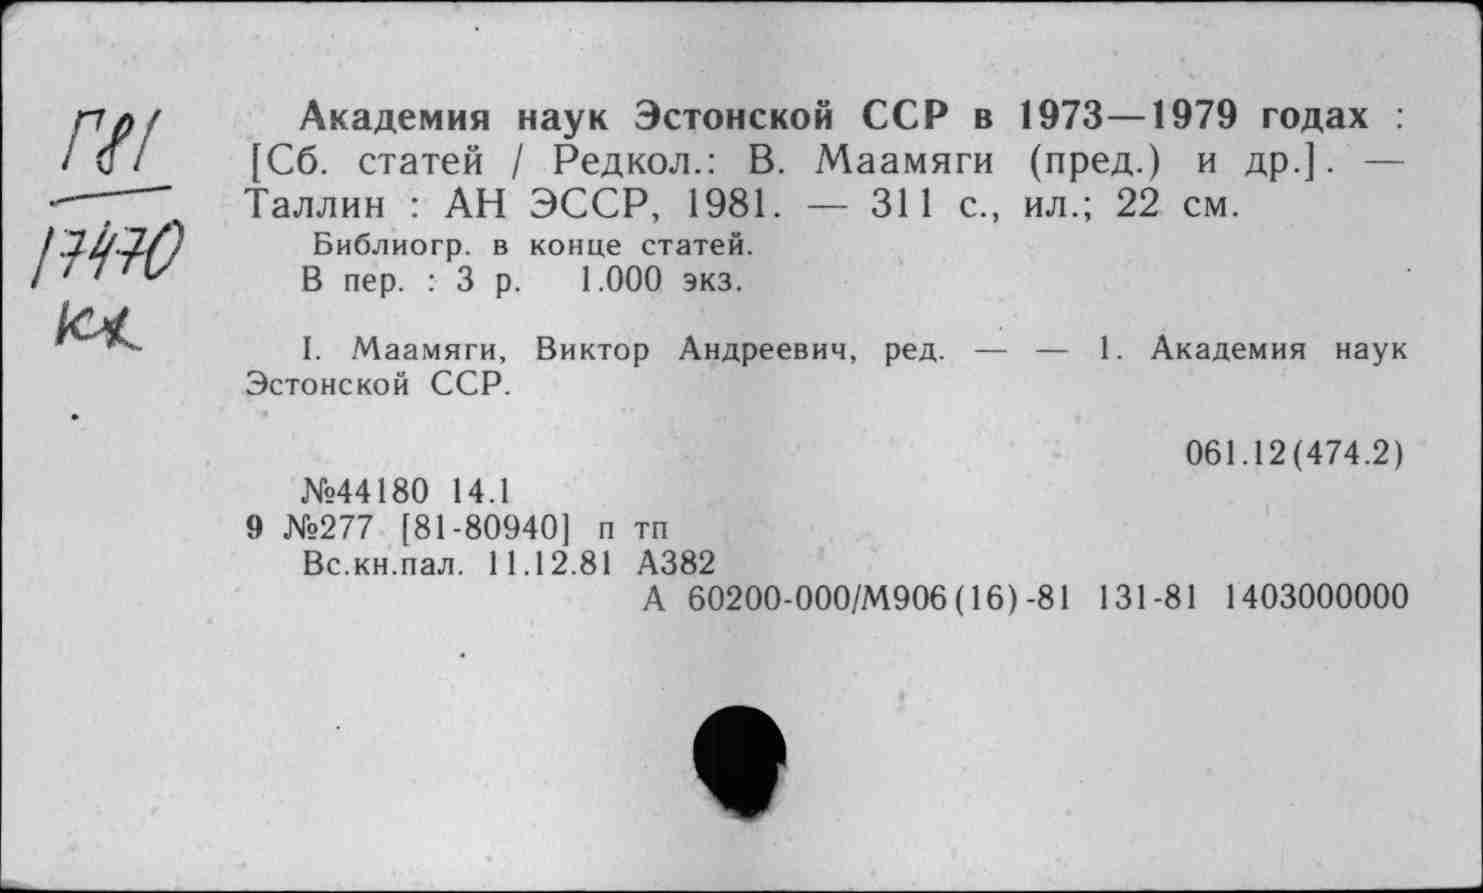 Академия наук Эстонской ССР в 1973—1979 годах :
[Сб. статей / Редкол.: В. Маамяги (пред.) и др.]. —
Таллин : АН ЭССР, 1981. — 311 с., ил.; 22 см.
Библиогр. в конце статей.
В пер. : 3 р. 1.000 экз.
I. Маамяги, Виктор Андреевич, ред. — — 1. Академия наук
Эстонской ССР.
061.12(474.2)
№44180 14.1
9 №277 [81-80940] п тп
Вс.кн.пал. 11.12.81 А382
А 60200-000/М906(16)-81 131-81 1403000000